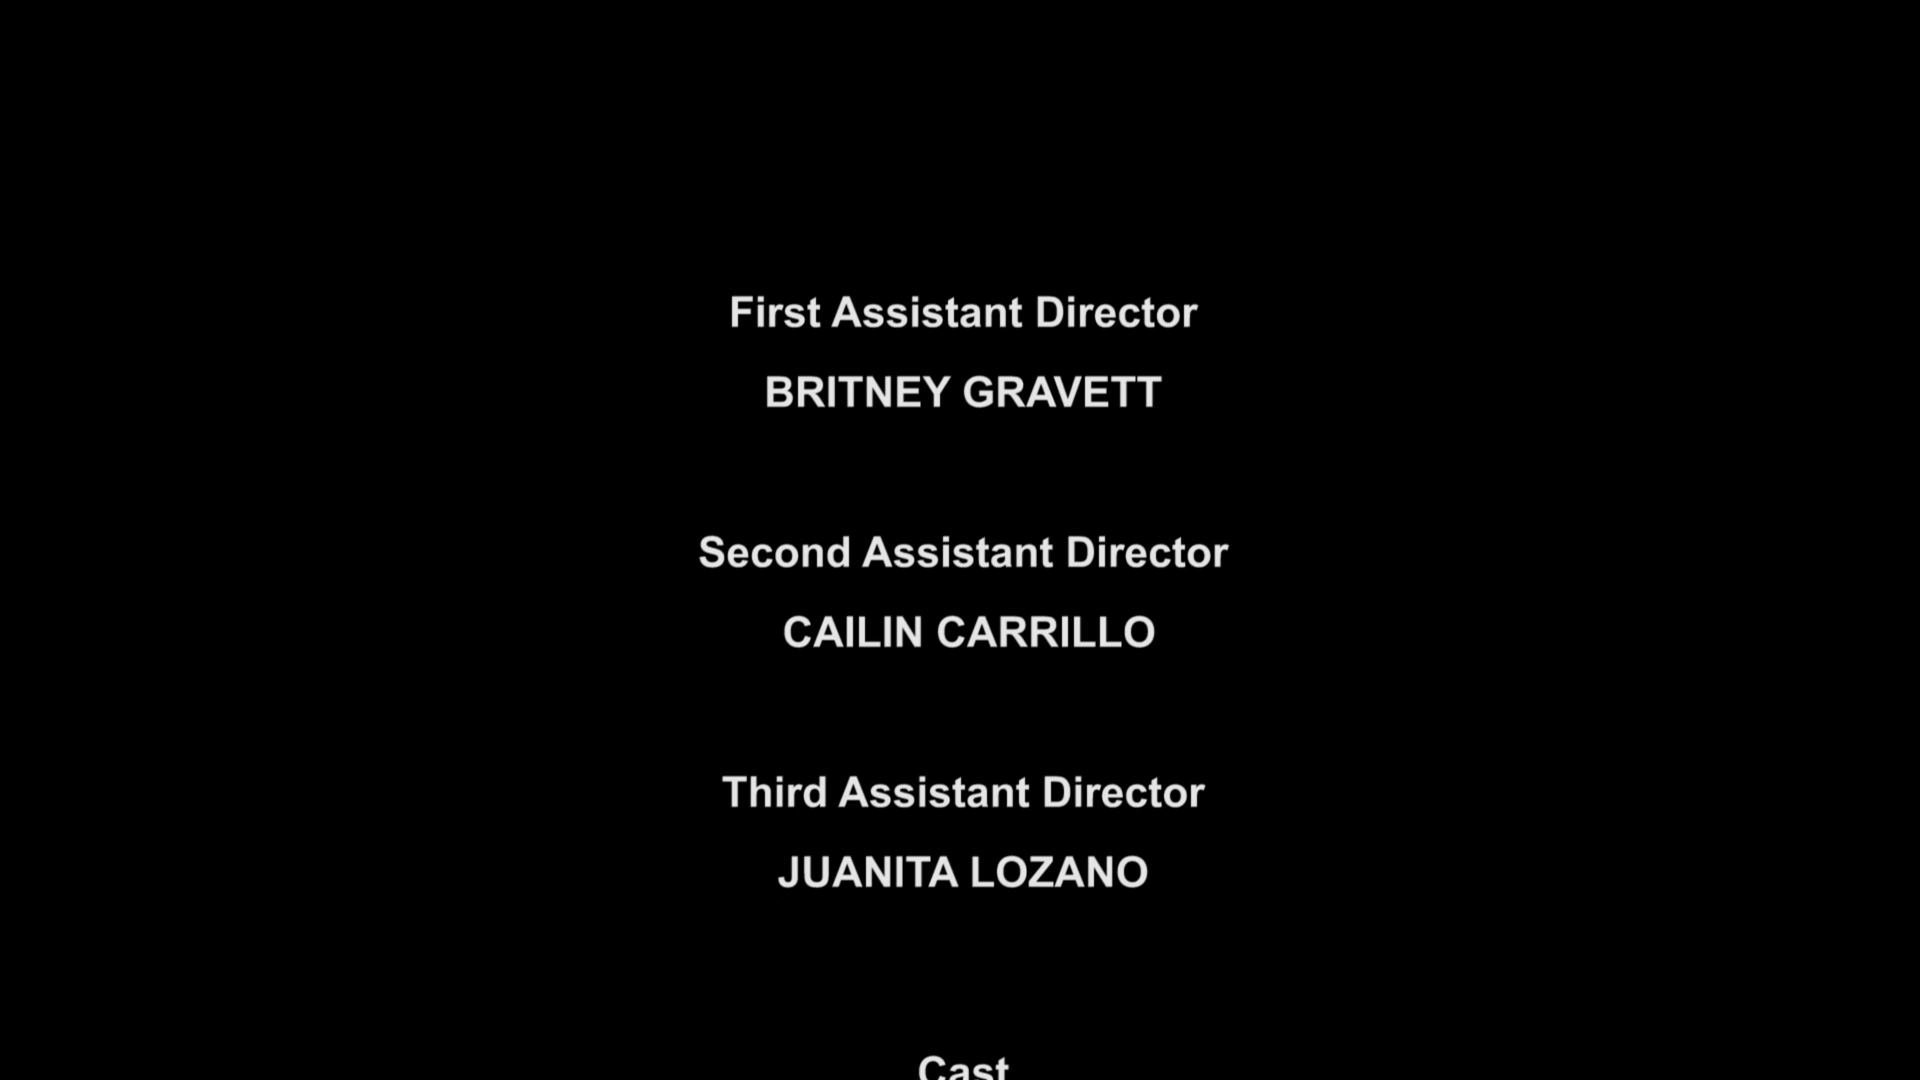 First Assistant Director
BRITNEY GRAVETT
Second Assistant Director
CAILIN CARRILLO
Third Assistant Director
JUANITA LOZANO
Cast